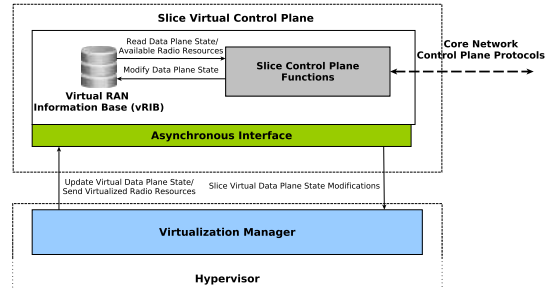 Slice Virtual Control Plane
Read Data Plane State/
Available Radio Resources
Modify Data Plane State
Virtual RAN
Information Base (vRIB)
Slice Control Plane
Functions
Core Network
Control Plane Protocols
Asynchronous Interface
Update Virtual Data Plane State/
Send Virtualized Radio Resources
Slice Virtual Data Plane State Modifications
Virtualization Manager
Hypervisor